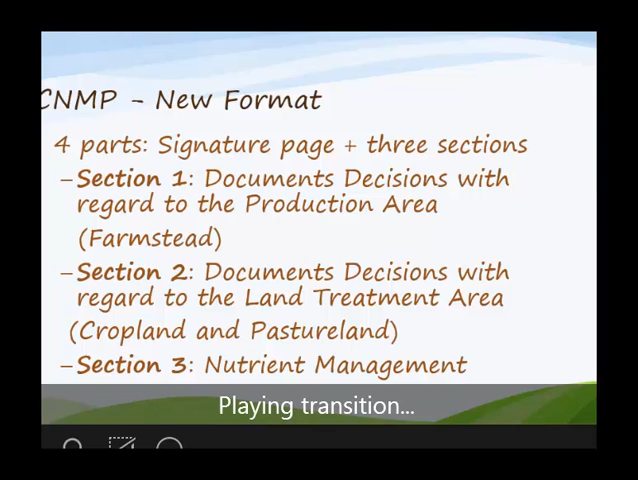 CNMP - New Format
4 parts: Signature page + three sections
–Section 1: Documents Decisions with
regard to the Production Area
(Farmstead)
–Section 2: Documents Decisions with
regard to the Land Treatment Area
(Cropland and Pastureland)
–Section 3: Nutrient Management
Playing transition...